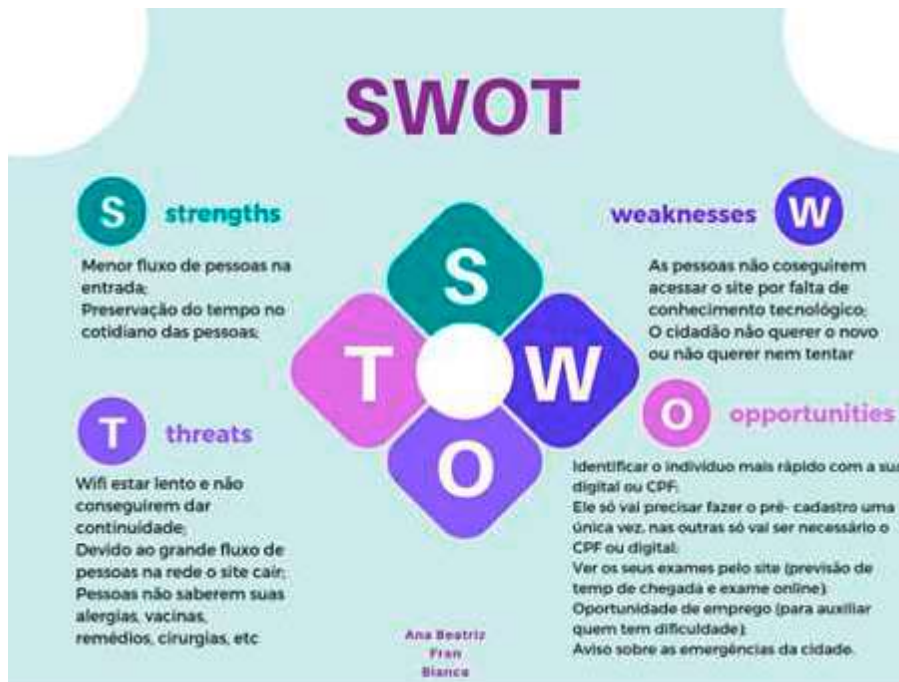 SWOT
S strengths
Menor fluxo de pessoas na
entrada;
Preservação do tempo no
cotidiano das pessoas;
weaknesses W
As pessoas não coseguirem
acessar o site por falta de
conhecimento tecnológico;
O cidadão não querer o novo
ou não querer nem tentar
S
T
W
O
T threats
Wifi estar lento e não
conseguirem dar
continuidade;
Devido ao grande fluxo de
pessoas na rede o site cair;
Pessoas não saberem suas
alergias, vacinas,
remédios, cirurgias, etc
O opportunities
Identificar o individuo mais rápido com a sua
digital ou CPF;
Ele só vai precisar fazer o pré- cadastro uma
única vez, nas outras só vai ser necessário o
CPF ou digital;
Ver os seus exames pelo site (previsão de
temp de chegada e exame online)
Oportunidade de emprego (para auxiliar
quem tem dificuldade);
Aviso sobre as emergências da cidade.
Ana Beatriz
Fran
Bianca